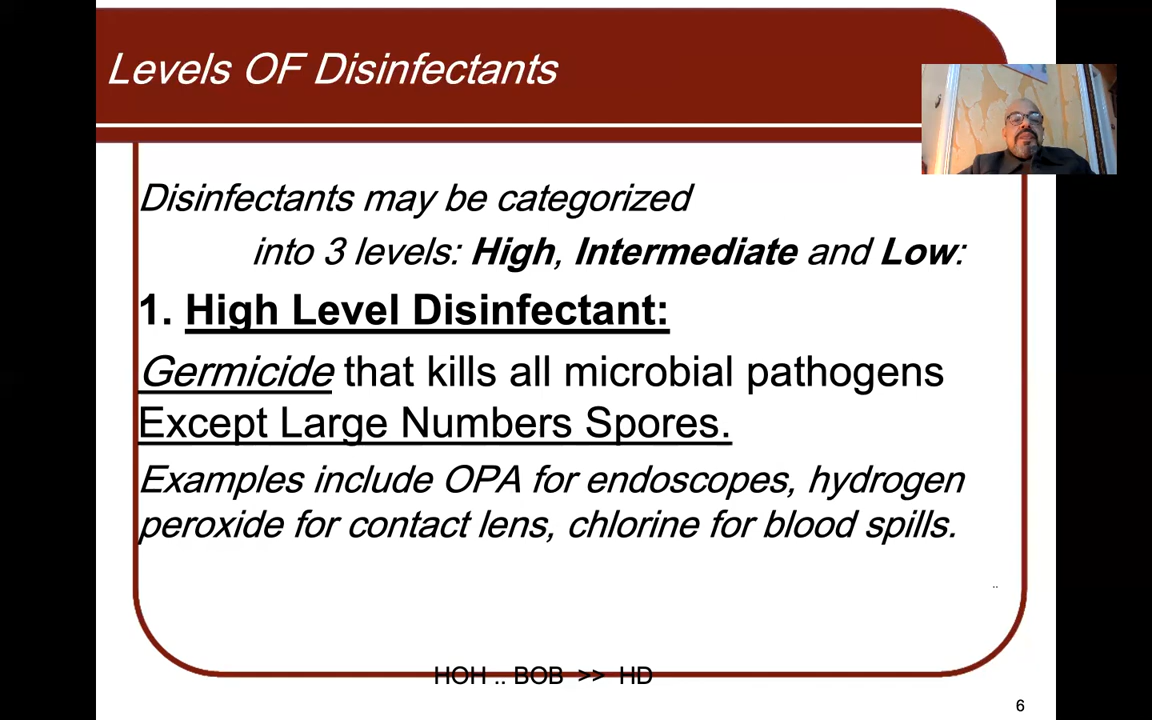 Levels OF Disinfectants
Disinfectants may be categorized
into 3 levels: High, Intermediate and Low:
1. High Level Disinfectant:
Germicide that kills all microbial pathogens
Except Large Numbers Spores.
Examples include OPA for endoscopes, hydrogen
peroxide for contact lens, chlorine for blood spills.
..
HOH .. BOB >> HD
6